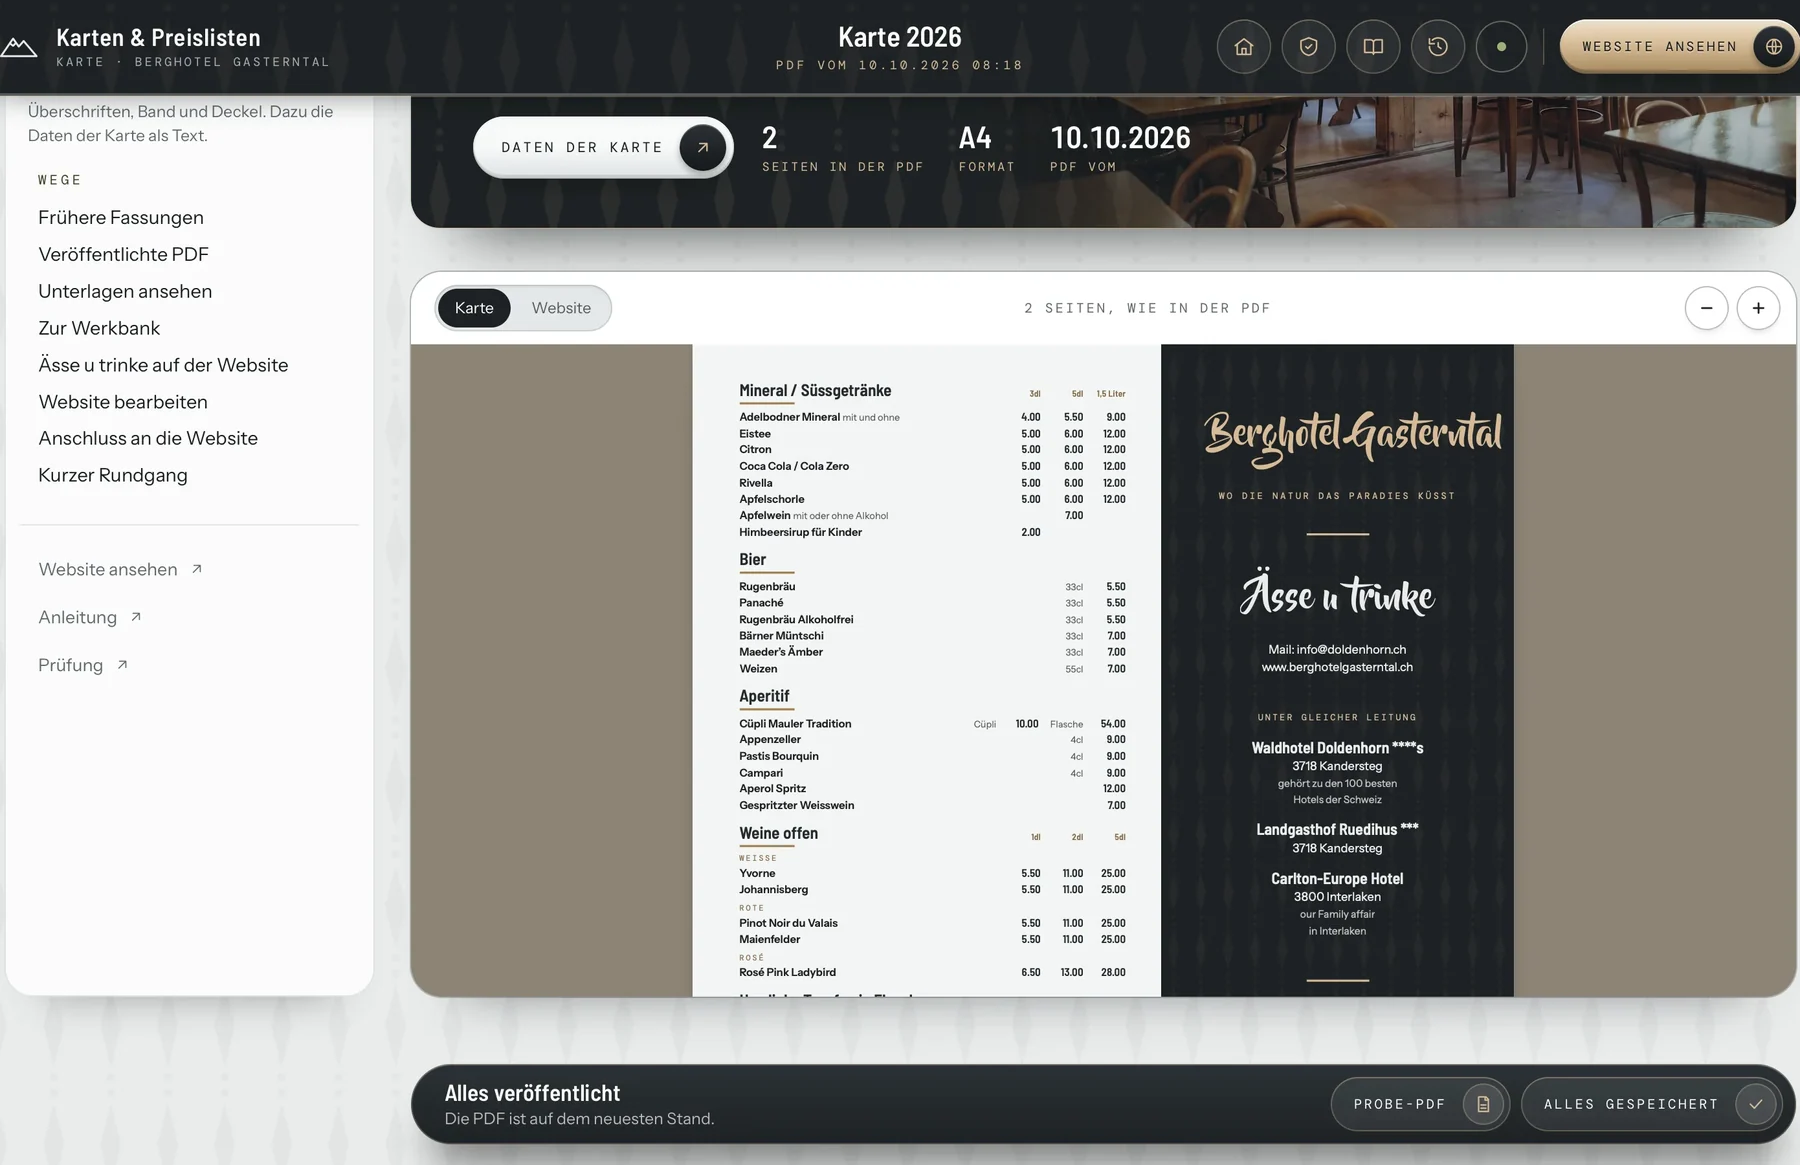 Karten & Preislisten
KARTE · BERGHOTEL GASTERNTAL
Karte 2026
PDF VOM 10.10.2026 08:18
WEBSITE ANSEHEN
Überschriften, Band und Deckel. Dazu die
Daten der Karte als Text.
WEGE
Frühere Fassungen
Veröffentlichte PDF
Unterlagen ansehen
Zur Werkbank
Ässe u trinke auf der Website
Website bearbeiten
Anschluss an die Website
Kurzer Rundgang
Website ansehen
Anleitung
Prüfung
DATEN DER KARTE
2
SEITEN IN DER PDF
A4
FORMAT
10.10.2026
PDF VOM
Karte Website
2 SEITEN, WIE IN DER PDF
Mineral / Süssgetränke 3dl 5dl 1,5 Liter
Adelbodner Mineral mit und ohne 4.00 5.50 9.00
Eistee 5.00 6.00 12.00
Citron 5.00 6.00 12.00
Coca Cola / Cola Zero 5.00 6.00 12.00
Rivella 5.00 6.00 12.00
Apfelschorle 5.00 6.00 12.00
Apfelwein mit oder ohne Alkohol 7.00
Himbeersirup für Kinder 2.00
Bier
Rugenbräu 33cl 5.50
Panaché 33cl 5.50
Rugenbräu Alkoholfrei 33cl 5.50
Bärner Müntschi 33cl 7.00
Maeder's Ämber 33cl 7.00
Weizen 55cl 7.00
Aperitif
Cüpli Mauler Tradition Cüpli 10.00 Flasche 54.00
Appenzeller 4cl 9.00
Pastis Bourquin 4cl 9.00
Campari 4cl 9.00
Aperol Spritz 12.00
Gespritzter Weisswein 7.00
Weine offen 1dl 2dl 5dl
WEISSE
Yvorne 5.50 11.00 25.00
Johannisberg 5.50 11.00 25.00
ROTE
Pinot Noir du Valais 5.50 11.00 25.00
Maienfelder 5.50 11.00 25.00
ROSÉ
Rosé Pink Ladybird 6.50 13.00 28.00
Berghotel Gasterntal
WO DIE NATUR DAS PARADIES KÜSST
Ässe u trinke
Mail: info@doldenhorn.ch
www.berghotelgasterntal.ch
UNTER GLEICHER LEITUNG
Waldhotel Doldenhorn ****s
3718 Kandersteg
gehört zu den 100 besten
Hotels der Schweiz
Landgasthof Ruedihus ***
3718 Kandersteg
Carlton-Europe Hotel
3800 Interlaken
our Family affair
in Interlaken
Alles veröffentlicht
Die PDF ist auf dem neuesten Stand.
PROBE-PDF
ALLES GESPEICHERT